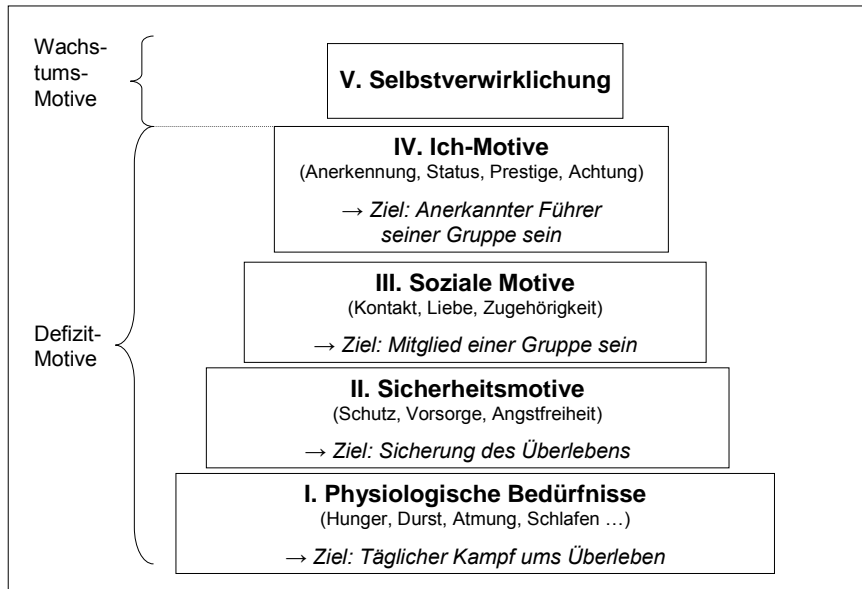 Wachs-
tums-
Motive
V. Selbstverwirklichung
IV. Ich-Motive
(Anerkennung, Status, Prestige, Achtung)
→ Ziel: Anerkannter Führer
seiner Gruppe sein
III. Soziale Motive
(Kontakt, Liebe, Zugehörigkeit)
→ Ziel: Mitglied einer Gruppe sein
Defizit-
Motive
II. Sicherheitsmotive
(Schutz, Vorsorge, Angstfreiheit)
→ Ziel: Sicherung des Überlebens
I. Physiologische Bedürfnisse
(Hunger, Durst, Atmung, Schlafen …)
→ Ziel: Täglicher Kampf ums Überleben